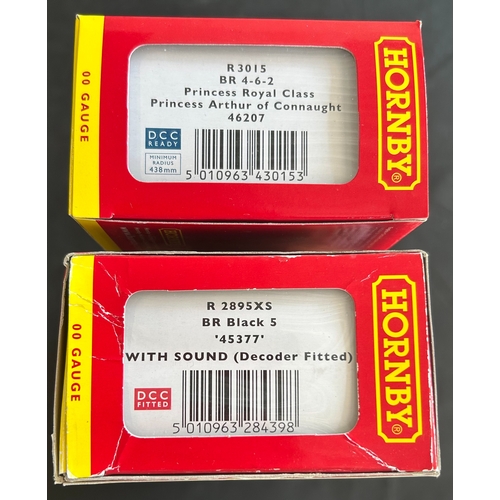 OO GAUGE
R3015
BR 4-6-2
Princess Royal Class
Princess Arthur of Connaught
46207
DCC
READY
MINIMUM
RADIUS
438mm
5 010963 430153
HORNBY®
OO GAUGE
R 2895XS
BR Black 5
'45377'
WITH SOUND (Decoder Fitted)
DCC
FITTED
5 010963 284398
HORNBY®